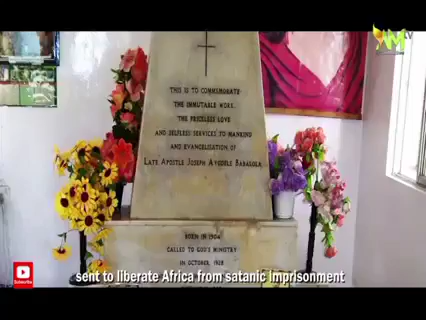 THIS IS TO COMMEMORATE
THE IMMUTABLE WORK,
THE PRICELESS LOVE
AND SELFLESS SERVICES TO MANKIND
AND EVANGELISATION OF
LATE APOSTLE JOSEPH AYODELE BABALOLA
BORN IN 1904
CALLED TO GOD'S MINISTRY
IN OCTOBER, 1928
sent to liberate Africa from satanic imprisonment
Subscribe